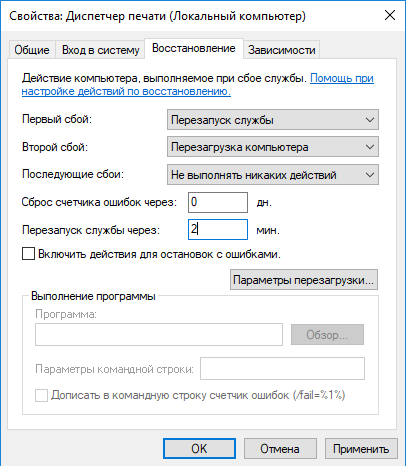 Свойства: Диспетчер печати (Локальный компьютер)
Общие Вход в систему Восстановление Зависимости
Действие компьютера, выполняемое при сбое службы. Помощь при
настройке действий по восстановлению.
Первый сбой: Перезапуск службы
Второй сбой: Перезагрузка компьютера
Последующие сбои: Не выполнять никаких действий
Сброс счетчика ошибок через: 0 дн.
Перезапуск службы через: 2 мин.
Включить действия для остановок с ошибками.
Параметры перезагрузки...
Выполнение программы
Программа:
Обзор...
Параметры командной строки:
Дописать в командную строку счетчик ошибок (/fail=%1%)
OK Отмена Применить